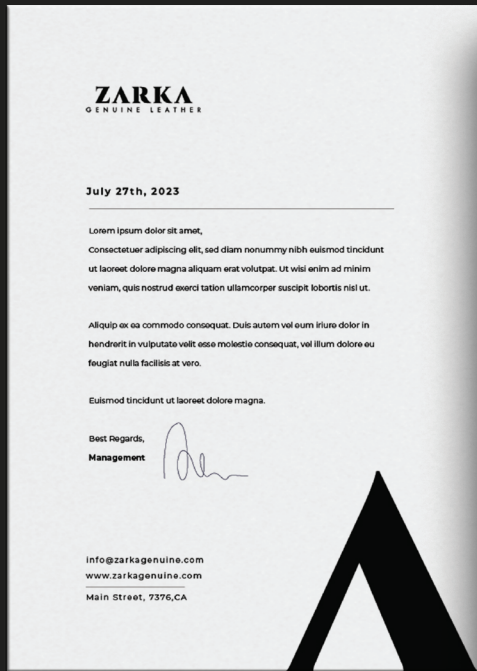 ZARKA
GENUINE LEATHER
July 27th, 2023
Lorem ipsum dolor sit amet,
Consectetuer adipiscing elit, sed diam nonummy nibh euismod tincidunt
ut laoreet dolore magna aliquam erat volutpat. Ut wisi enim ad minim
veniam, quis nostrud exerci tation ullamcorper suscipit lobortis nisl ut.
Aliquip ex ea commodo consequat. Duis autem vel eum iriure dolor in
hendrerit in vulputate velit esse molestie consequat, vel illum dolore eu
feugiat nulla facilisis at vero.
Euismod tincidunt ut laoreet dolore magna.
Best Regards,
Management
info@zarkagenuine.com
www.zarkagenuine.com
Main Street, 7376,CA